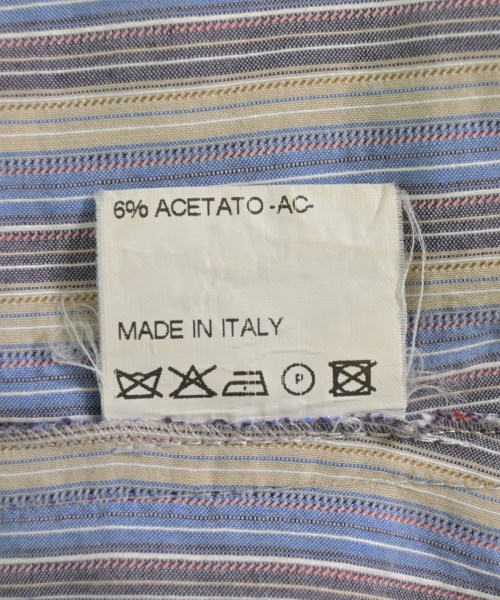 6% ACETATO -AC-
MADE IN ITALY
P